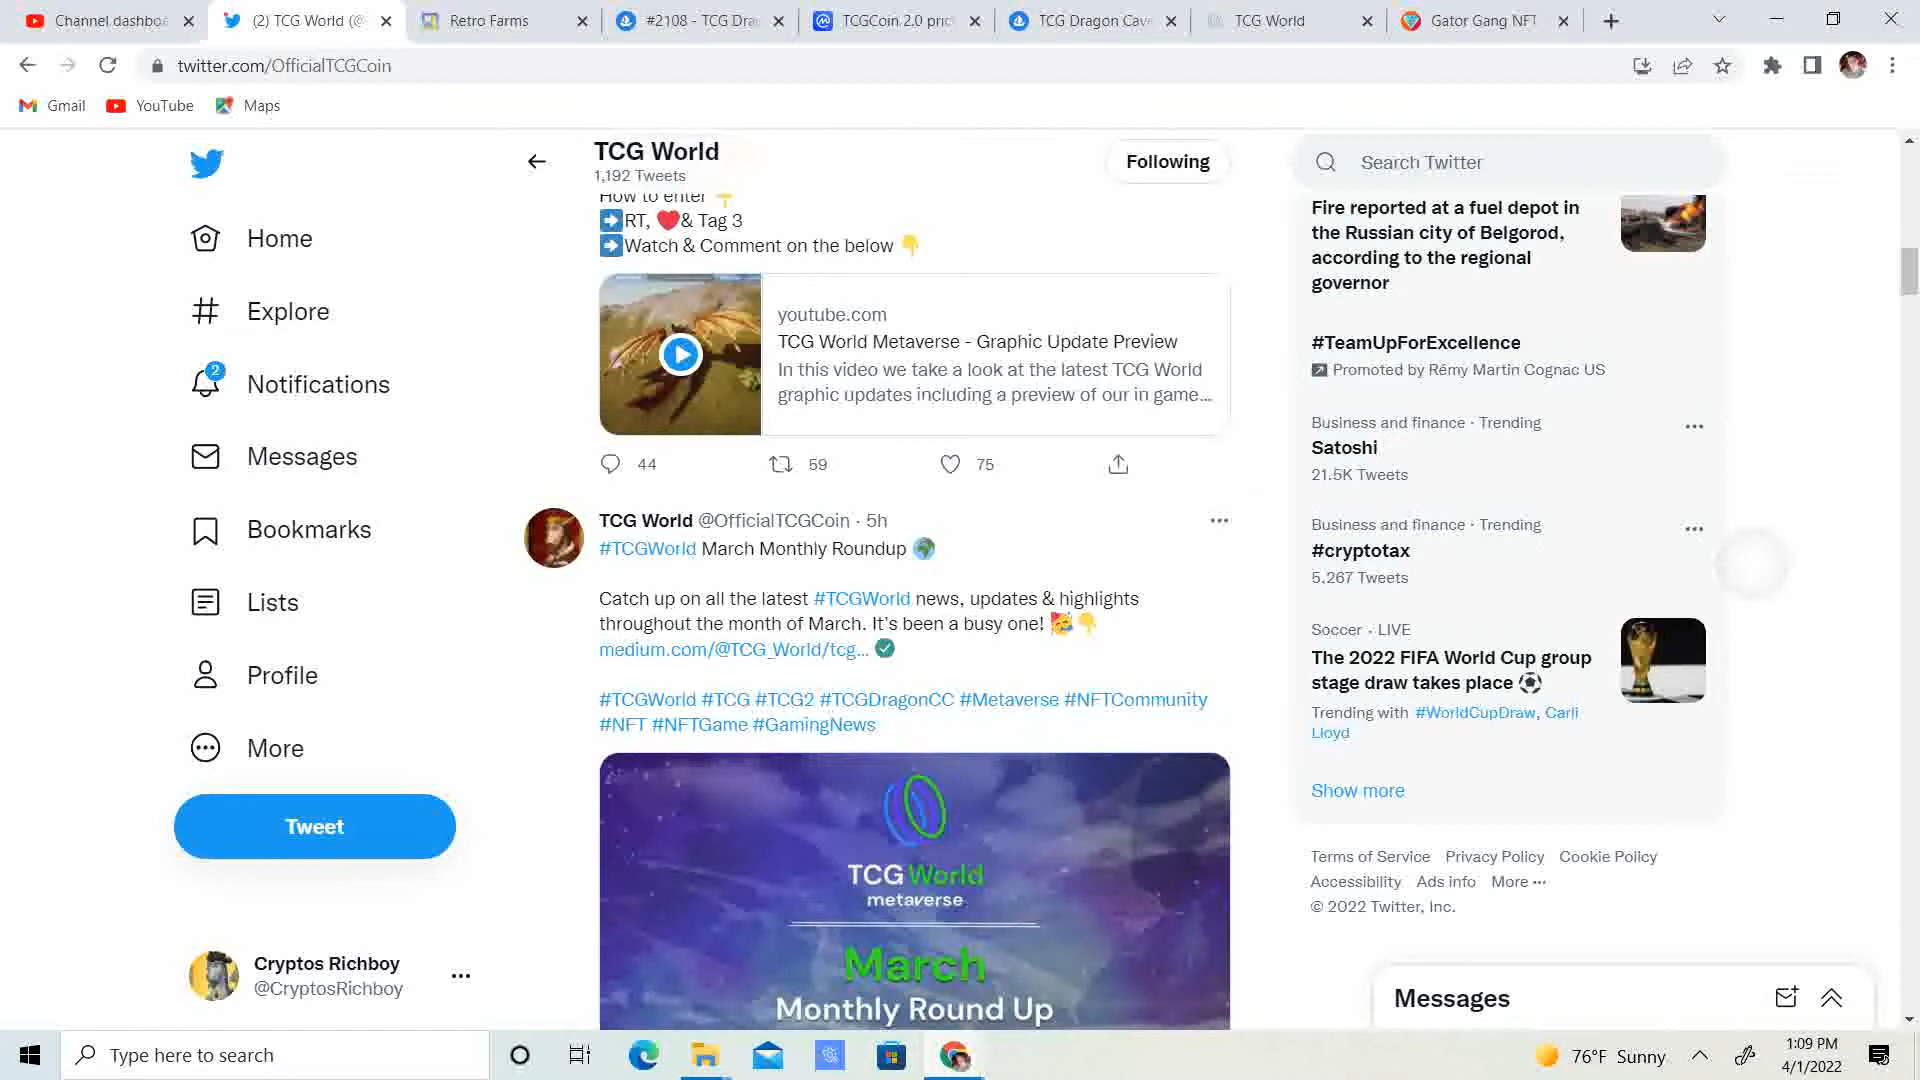 Channel dashboa
(2) TCG World (@
Retro Farms
#2108 - TCG Drag
TCGCoin 2.0 pric
TCG Dragon Cave
TCG World
Gator Gang NFT
twitter.com/OfficialTCGCoin
Gmail
YouTube
Maps
Home
Explore
2
Notifications
Messages
Bookmarks
Lists
Profile
More
Tweet
Cryptos Richboy
@CryptosRichboy
TCG World
1,192 Tweets
Following
How to enter
RT, & Tag 3
Watch & Comment on the below
youtube.com
TCG World Metaverse - Graphic Update Preview
In this video we take a look at the latest TCG World
graphic updates including a preview of our in game...
44
59
75
TCG World @OfficialTCGCoin · 5h
#TCGWorld March Monthly Roundup
Catch up on all the latest #TCGWorld news, updates & highlights
throughout the month of March. It's been a busy one!
medium.com/@TCG_World/tcg...
#TCGWorld #TCG #TCG2 #TCGDragonCC #Metaverse #NFTCommunity
#NFT #NFTGame #GamingNews
TCG World
metaverse
March
Monthly Round Up
Search Twitter
Fire reported at a fuel depot in
the Russian city of Belgorod,
according to the regional
governor
#TeamUpForExcellence
Promoted by Rémy Martin Cognac US
Business and finance · Trending
Satoshi
21.5K Tweets
Business and finance · Trending
#cryptotax
5,267 Tweets
Soccer · LIVE
The 2022 FIFA World Cup group
stage draw takes place
Trending with #WorldCupDraw, Carli
Lloyd
Show more
Terms of Service Privacy Policy Cookie Policy
Accessibility Ads info More ···
© 2022 Twitter, Inc.
Messages
Type here to search
76°F Sunny
1:09 PM
4/1/2022